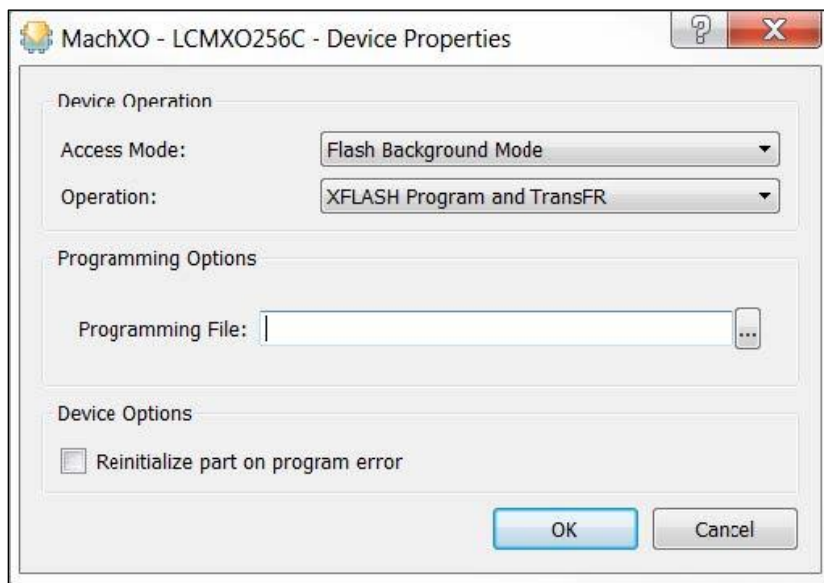 MachXO - LCMXO256C - Device Properties
Device Operation
Access Mode: Flash Background Mode
Operation: XFLASH Program and TransFR
Programming Options
Programming File: ...
Device Options
Reinitialize part on program error
OK Cancel